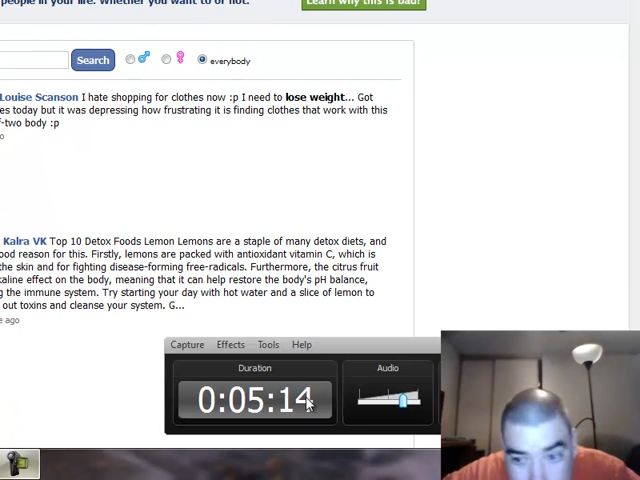 people in your life. Whether you want to or not.
Learn why this is bad!
Search
everybody
Louise Scanson I hate shopping for clothes now :p I need to lose weight... Got
es today but it was depressing how frustrating it is finding clothes that work with this
-two body :p
o
Kalra VK Top 10 Detox Foods Lemon Lemons are a staple of many detox diets, and
ood reason for this. Firstly, lemons are packed with antioxidant vitamin C, which is
the skin and for fighting disease-forming free-radicals. Furthermore, the citrus fruit
kaline effect on the body, meaning that it can help restore the body's pH balance,
g the immune system. Try starting your day with hot water and a slice of lemon to
out toxins and cleanse your system. G...
e ago
Capture Effects Tools Help
Duration
Audio
0:05:14